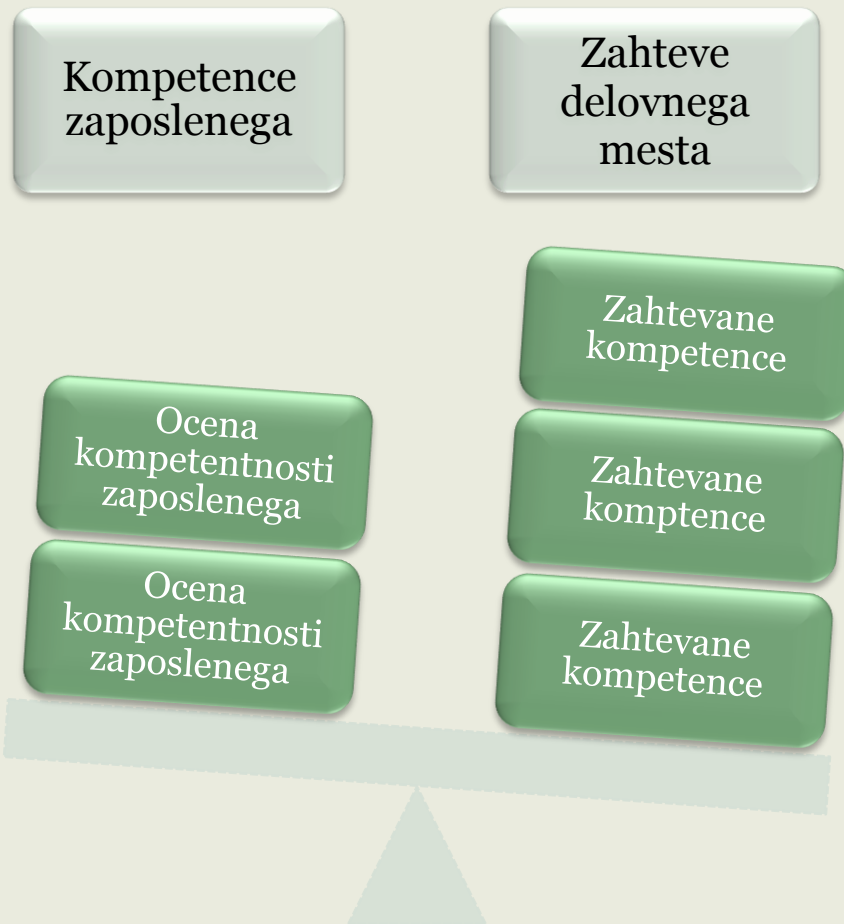 Kompetence
zaposlenega
Zahteve
delovnega
mesta
Ocena
kompetentnosti
zaposlenega
Ocena
kompetentnosti
zaposlenega
Zahtevane
kompetence
Zahtevane
komptence
Zahtevane
kompetence